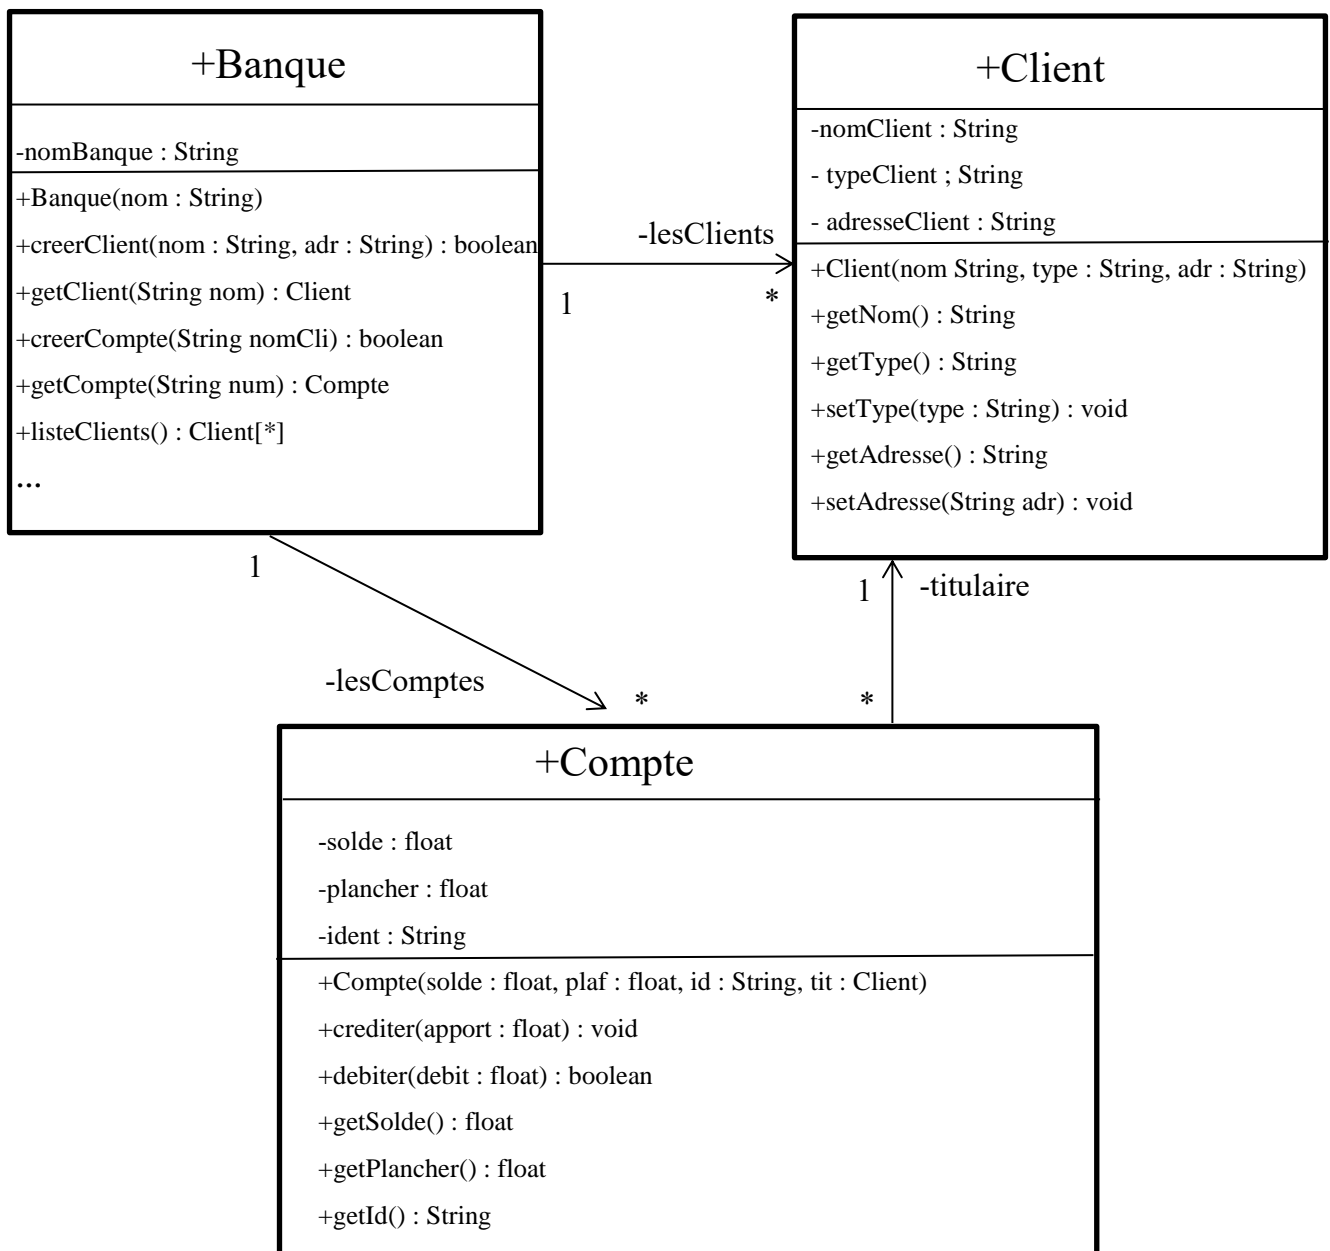 +Banque
-nomBanque : String
+Banque(nom : String)
+creerClient(nom : String, adr : String) : boolean
+getClient(String nom) : Client
+creerCompte(String nomCli) : boolean
+getCompte(String num) : Compte
+listeClients() : Client[*]
...
-lesClients
1
*
+Client
-nomClient : String
- typeClient ; String
- adresseClient : String
+Client(nom String, type : String, adr : String)
+getNom() : String
+getType() : String
+setType(type : String) : void
+getAdresse() : String
+setAdresse(String adr) : void
1
-lesComptes
*
1
-titulaire
*
+Compte
-solde : float
-plancher : float
-ident : String
+Compte(solde : float, plaf : float, id : String, tit : Client)
+crediter(apport : float) : void
+debiter(debit : float) : boolean
+getSolde() : float
+getPlancher() : float
+getId() : String